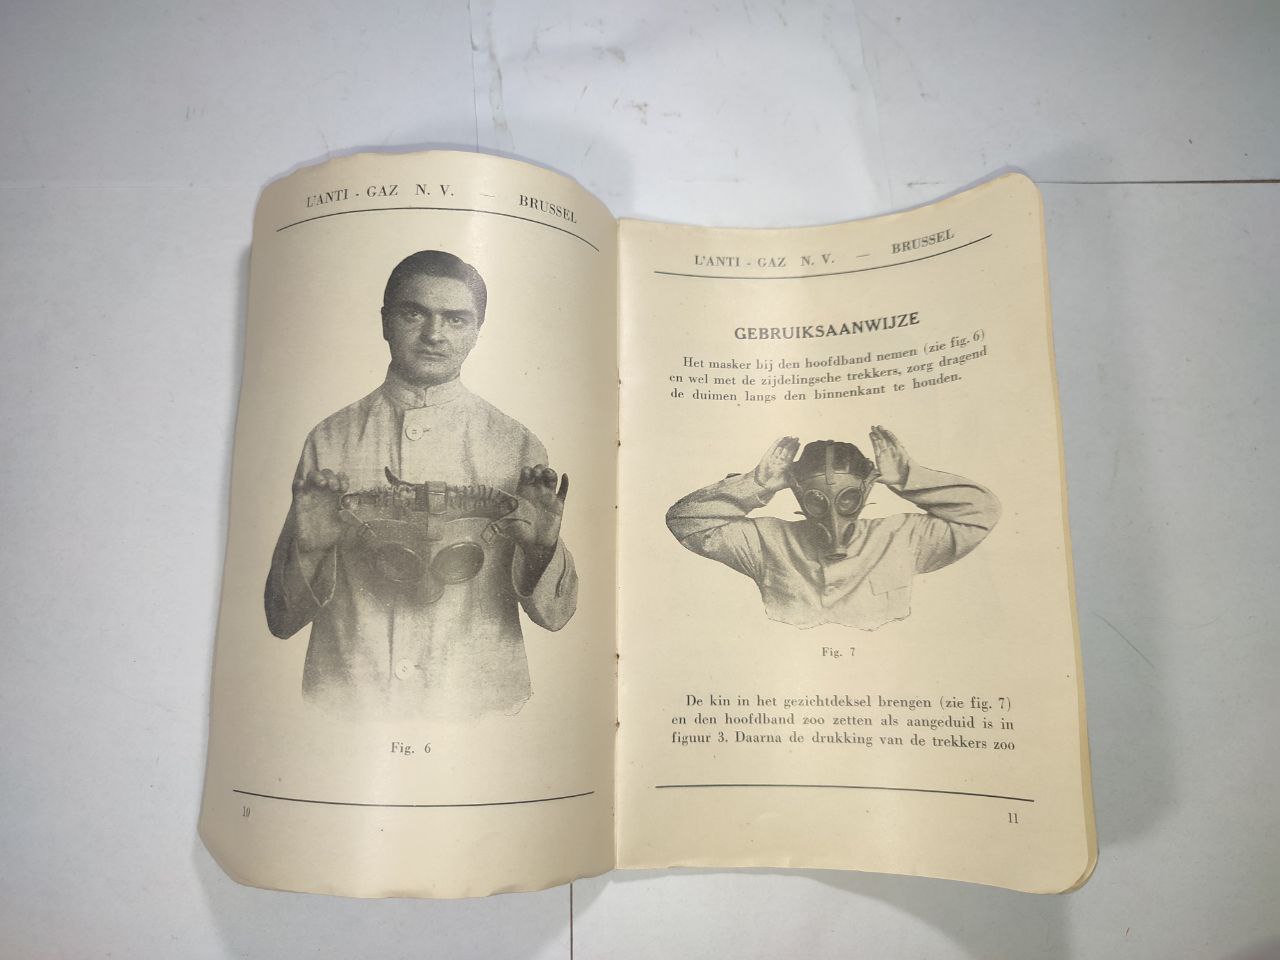 L'ANTI - GAZ N. V. — BRUSSEL
Fig. 6
10
L'ANTI - GAZ N. V. — BRUSSEL
GEBRUIKSAANWIJZE
Het masker bij den hoofdband nemen (zie fig. 6)
en wel met de zijdelingsche trekkers, zorg dragend
de duimen langs den binnenkant te houden.
Fig. 7
De kin in het gezichtdeksel brengen (zie fig. 7)
en den hoofdband zoo zetten als aangeduid is in
figuur 3. Daarna de drukking van de trekkers zoo
11